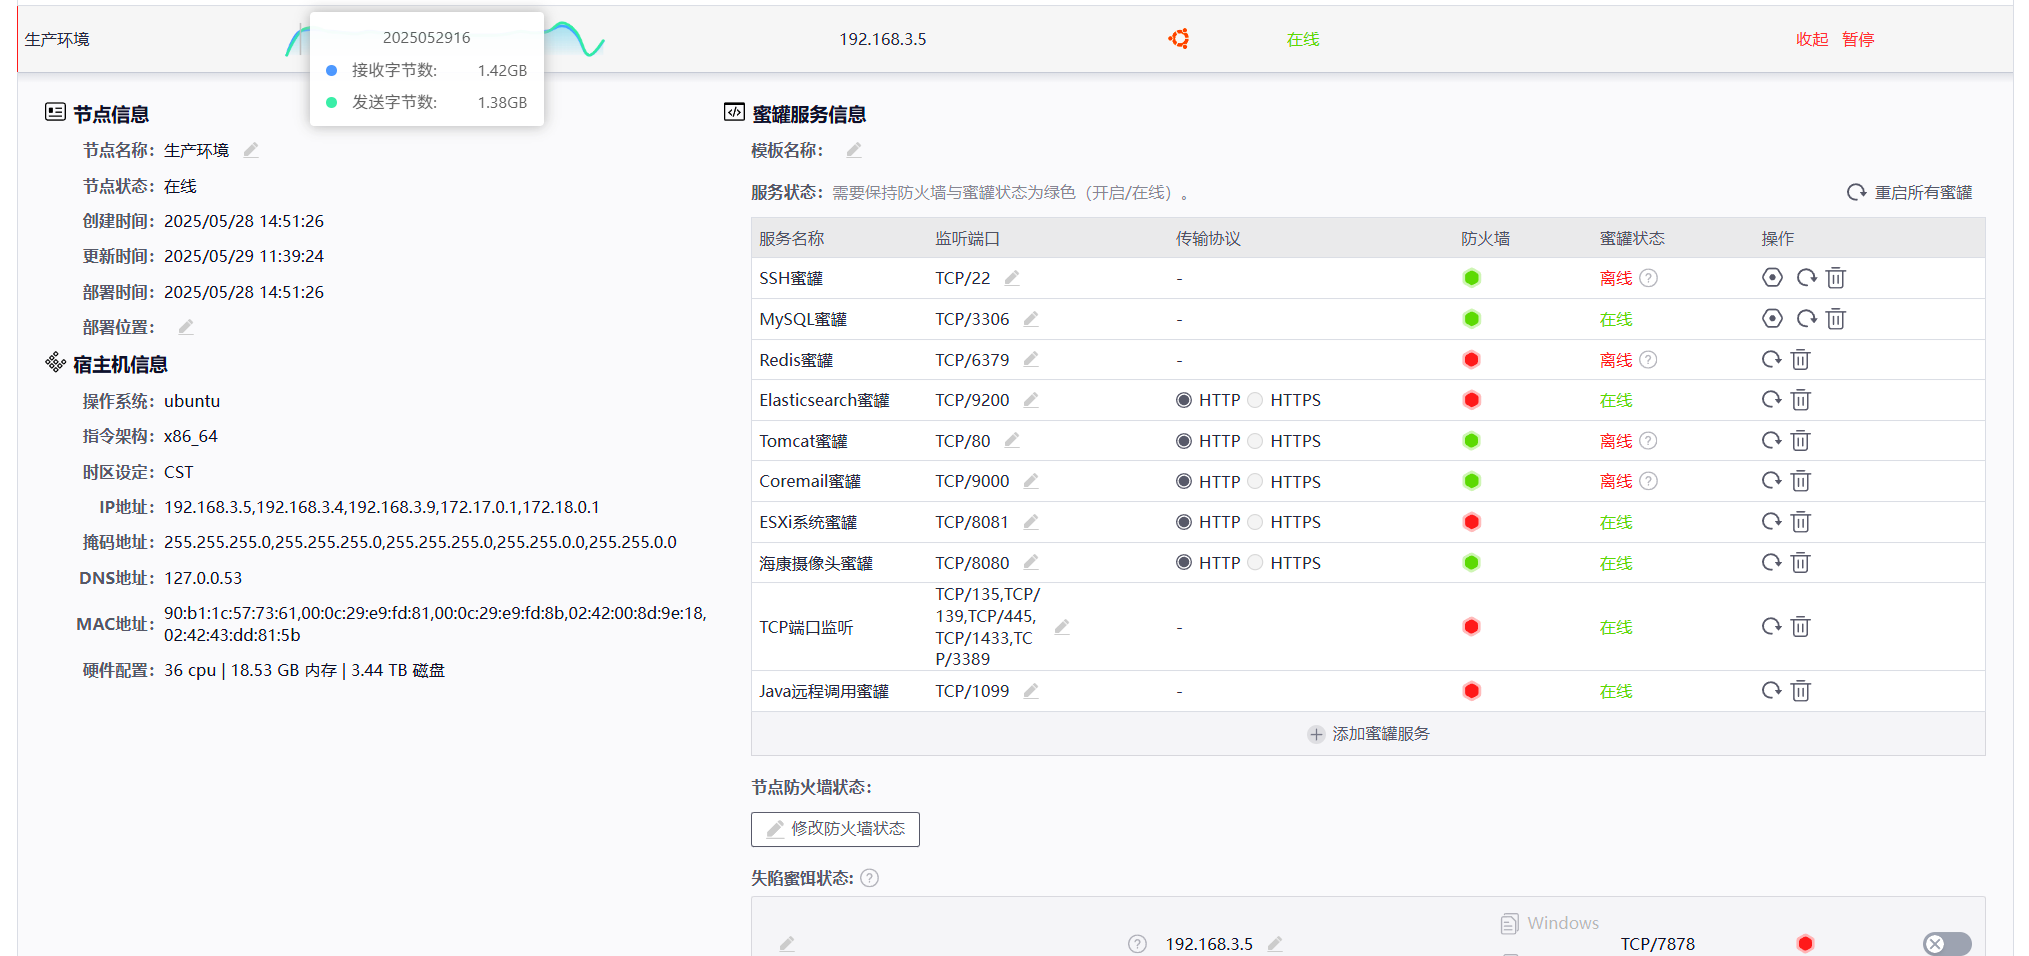 生产环境 192.168.3.5 在线 收起 暂停
2025052916
接收字节数: 1.42GB
发送字节数: 1.38GB
节点信息
节点名称: 生产环境
节点状态: 在线
创建时间: 2025/05/28 14:51:26
更新时间: 2025/05/29 11:39:24
部署时间: 2025/05/28 14:51:26
部署位置:
宿主机信息
操作系统: ubuntu
指令架构: x86_64
时区设定: CST
IP地址: 192.168.3.5,192.168.3.4,192.168.3.9,172.17.0.1,172.18.0.1
掩码地址: 255.255.255.0,255.255.255.0,255.255.255.0,255.255.0.0,255.255.0.0
DNS地址: 127.0.0.53
MAC地址: 90:b1:1c:57:73:61,00:0c:29:e9:fd:81,00:0c:29:e9:fd:8b,02:42:00:8d:9e:18,
02:42:43:dd:81:5b
硬件配置: 36 cpu | 18.53 GB 内存 | 3.44 TB 磁盘
蜜罐服务信息
模板名称:
服务状态: 需要保持防火墙与蜜罐状态为绿色（开启/在线）。 重启所有蜜罐
服务名称 监听端口 传输协议 防火墙 蜜罐状态 操作
SSH蜜罐 TCP/22 - 离线
MySQL蜜罐 TCP/3306 - 在线
Redis蜜罐 TCP/6379 - 离线
Elasticsearch蜜罐 TCP/9200 HTTP HTTPS 在线
Tomcat蜜罐 TCP/80 HTTP HTTPS 离线
Coremail蜜罐 TCP/9000 HTTP HTTPS 离线
ESXi系统蜜罐 TCP/8081 HTTP HTTPS 在线
海康摄像头蜜罐 TCP/8080 HTTP HTTPS 在线
TCP端口监听 TCP/135,TCP/
139,TCP/445,
TCP/1433,TC
P/3389 - 在线
Java远程调用蜜罐 TCP/1099 - 在线
添加蜜罐服务
节点防火墙状态:
修改防火墙状态
失陷蜜饵状态:
Windows
192.168.3.5 TCP/7878